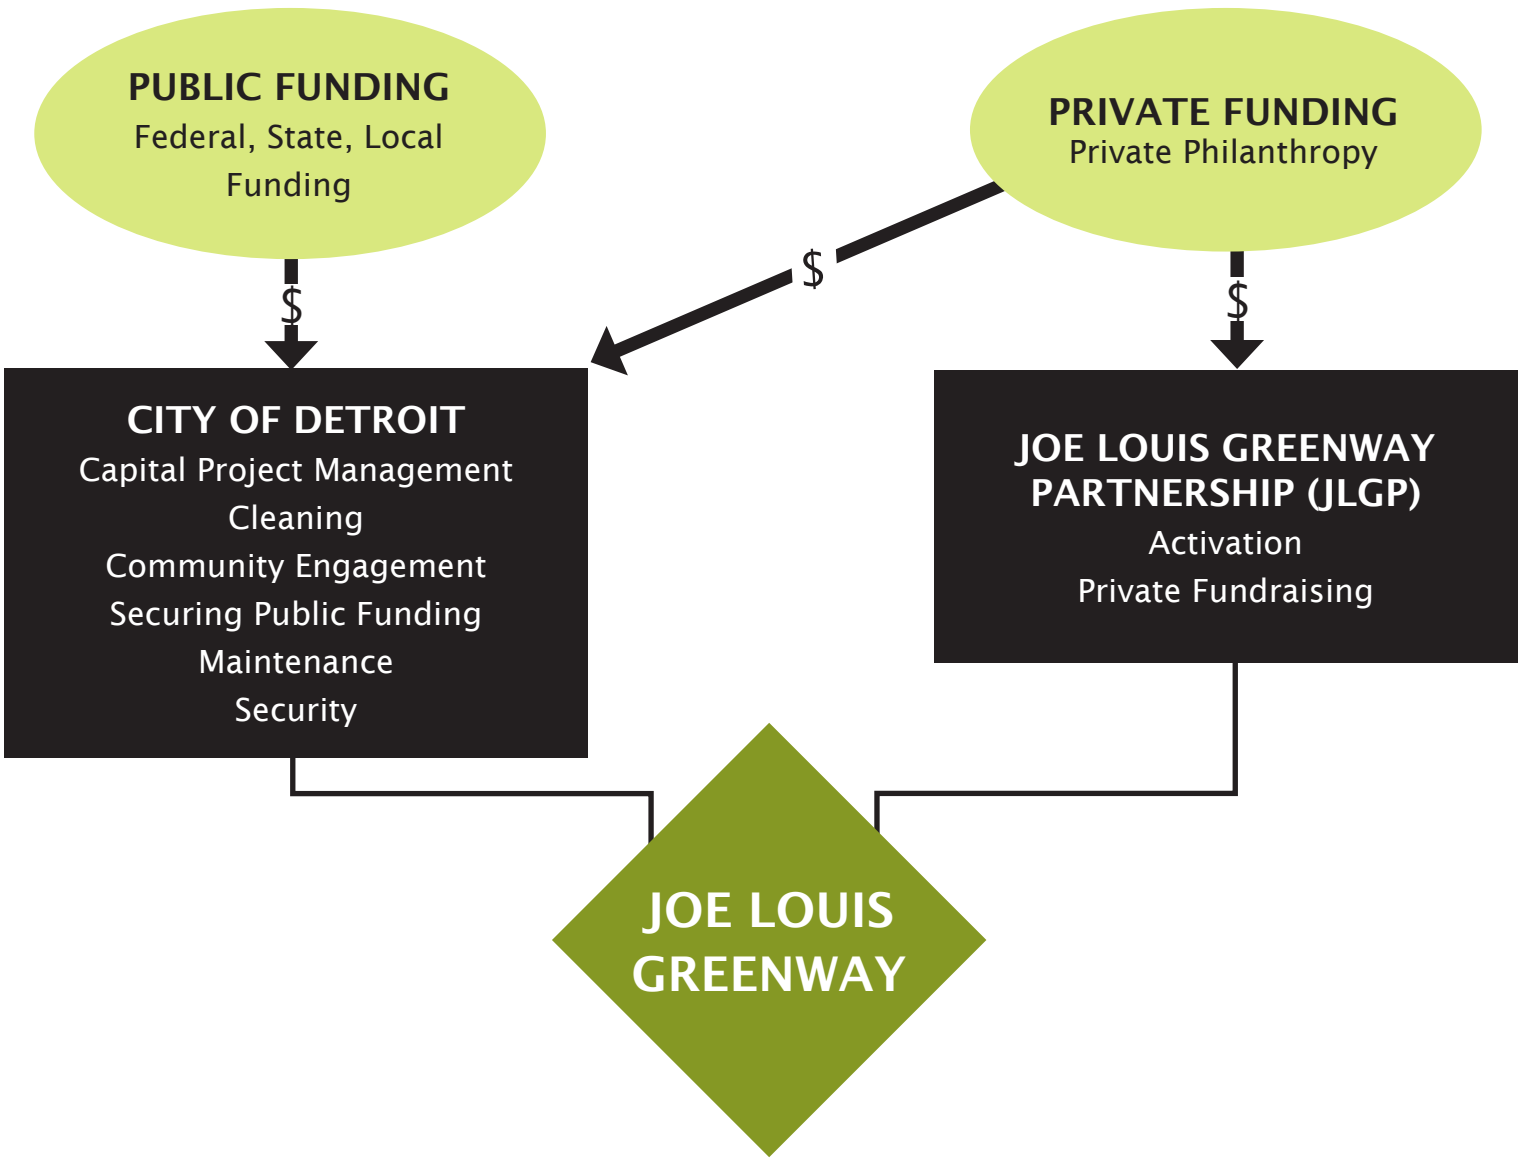 PUBLIC FUNDING
Federal, State, Local
Funding
PRIVATE FUNDING
Private Philanthropy
$
$
$
CITY OF DETROIT
Capital Project Management
Cleaning
Community Engagement
Securing Public Funding
Maintenance
Security
JOE LOUIS GREENWAY
PARTNERSHIP (JLGP)
Activation
Private Fundraising
JOE LOUIS
GREENWAY